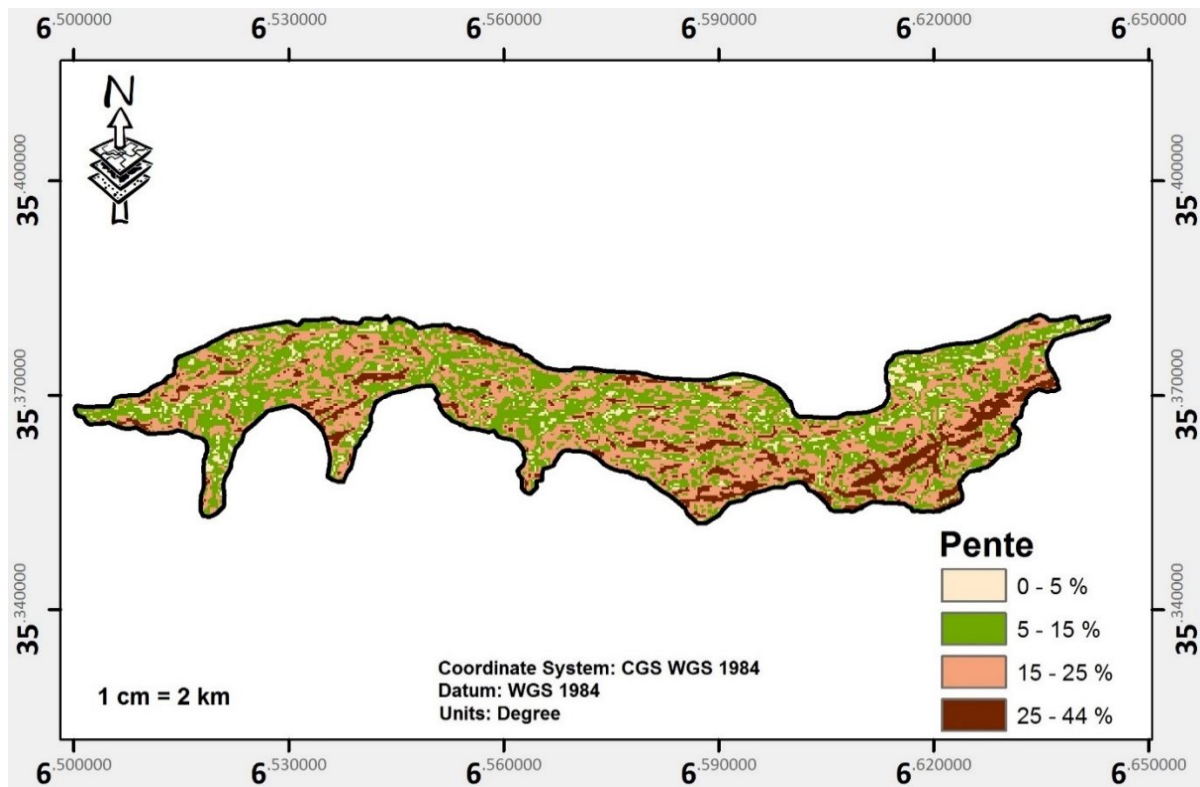 6.500000 6.530000 6.560000 6.590000 6.620000 6.650000
N
35.400000 35.400000
35.370000 35.370000
35.340000 35.340000
Pente
0 - 5 %
5 - 15 %
15 - 25 %
25 - 44 %
Coordinate System: CGS WGS 1984
Datum: WGS 1984
Units: Degree
1 cm = 2 km
6.500000 6.530000 6.560000 6.590000 6.620000 6.650000